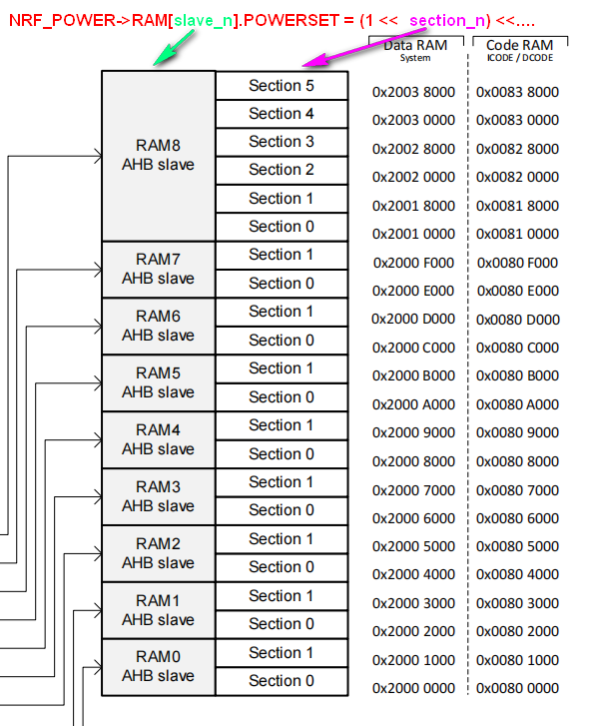 NRF_POWER->RAM[slave_n].POWERSET = (1 << section_n) <<....
Data RAM Code RAM
System ICODE / DCODE
Section 5 0x2003 8000 0x0083 8000
Section 4 0x2003 0000 0x0083 0000
RAM8
AHB slave
Section 3 0x2002 8000 0x0082 8000
Section 2 0x2002 0000 0x0082 0000
Section 1 0x2001 8000 0x0081 8000
Section 0 0x2001 0000 0x0081 0000
RAM7
AHB slave
Section 1 0x2000 F000 0x0080 F000
Section 0 0x2000 E000 0x0080 E000
RAM6
AHB slave
Section 1 0x2000 D000 0x0080 D000
Section 0 0x2000 C000 0x0080 C000
RAM5
AHB slave
Section 1 0x2000 B000 0x0080 B000
Section 0 0x2000 A000 0x0080 A000
RAM4
AHB slave
Section 1 0x2000 9000 0x0080 9000
Section 0 0x2000 8000 0x0080 8000
RAM3
AHB slave
Section 1 0x2000 7000 0x0080 7000
Section 0 0x2000 6000 0x0080 6000
RAM2
AHB slave
Section 1 0x2000 5000 0x0080 5000
Section 0 0x2000 4000 0x0080 4000
RAM1
AHB slave
Section 1 0x2000 3000 0x0080 3000
Section 0 0x2000 2000 0x0080 2000
RAM0
AHB slave
Section 1 0x2000 1000 0x0080 1000
Section 0 0x2000 0000 0x0080 0000